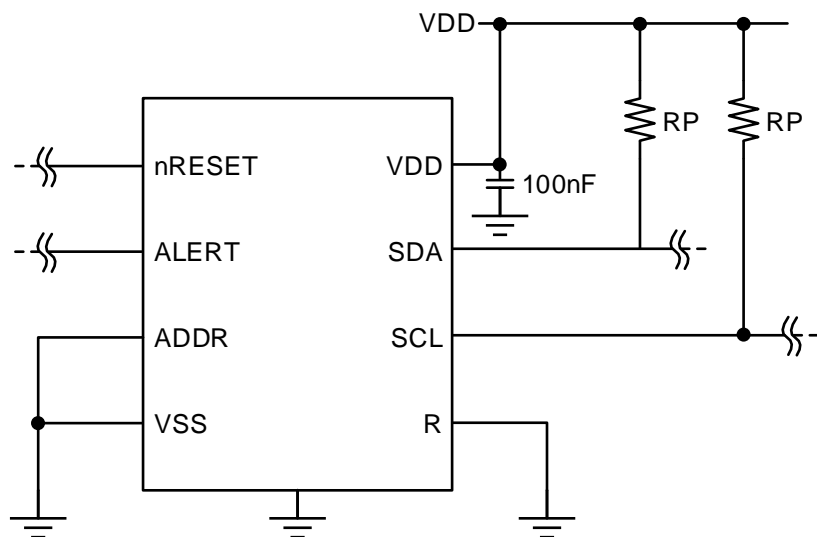 VDD
RP RP
nRESET VDD
100nF
ALERT SDA
ADDR SCL
VSS R